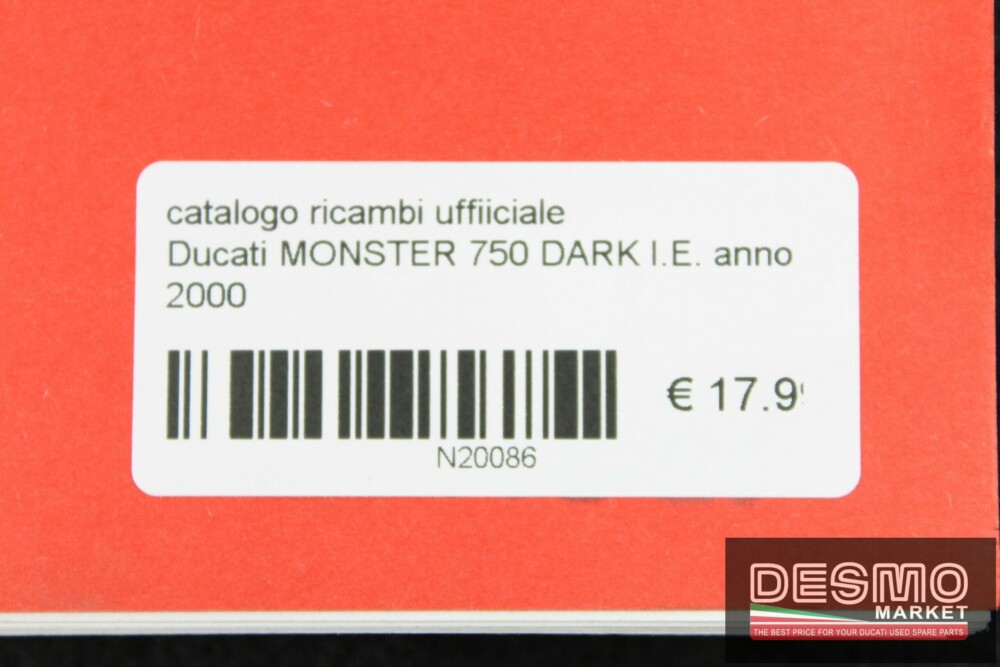 catalogo ricambi uffiiciale
Ducati MONSTER 750 DARK I.E. anno
2000
€ 17.9
N20086
DESMO
MARKET
THE BEST PRICE FOR YOUR DUCATI USED SPARE PARTS